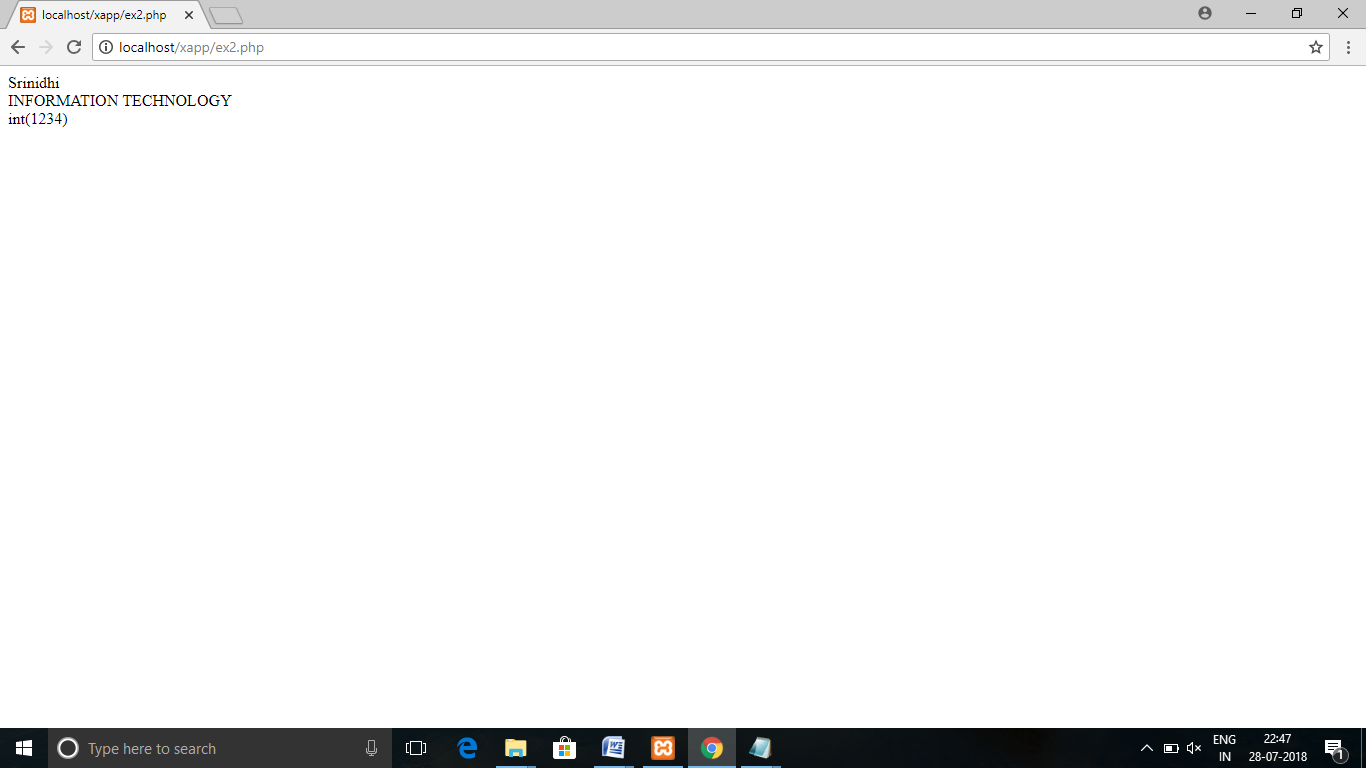 localhost/xapp/ex2.php
localhost/xapp/ex2.php
Srinidhi
INFORMATION TECHNOLOGY
int(1234)
Type here to search
ENG
IN
22:47
28-07-2018
1